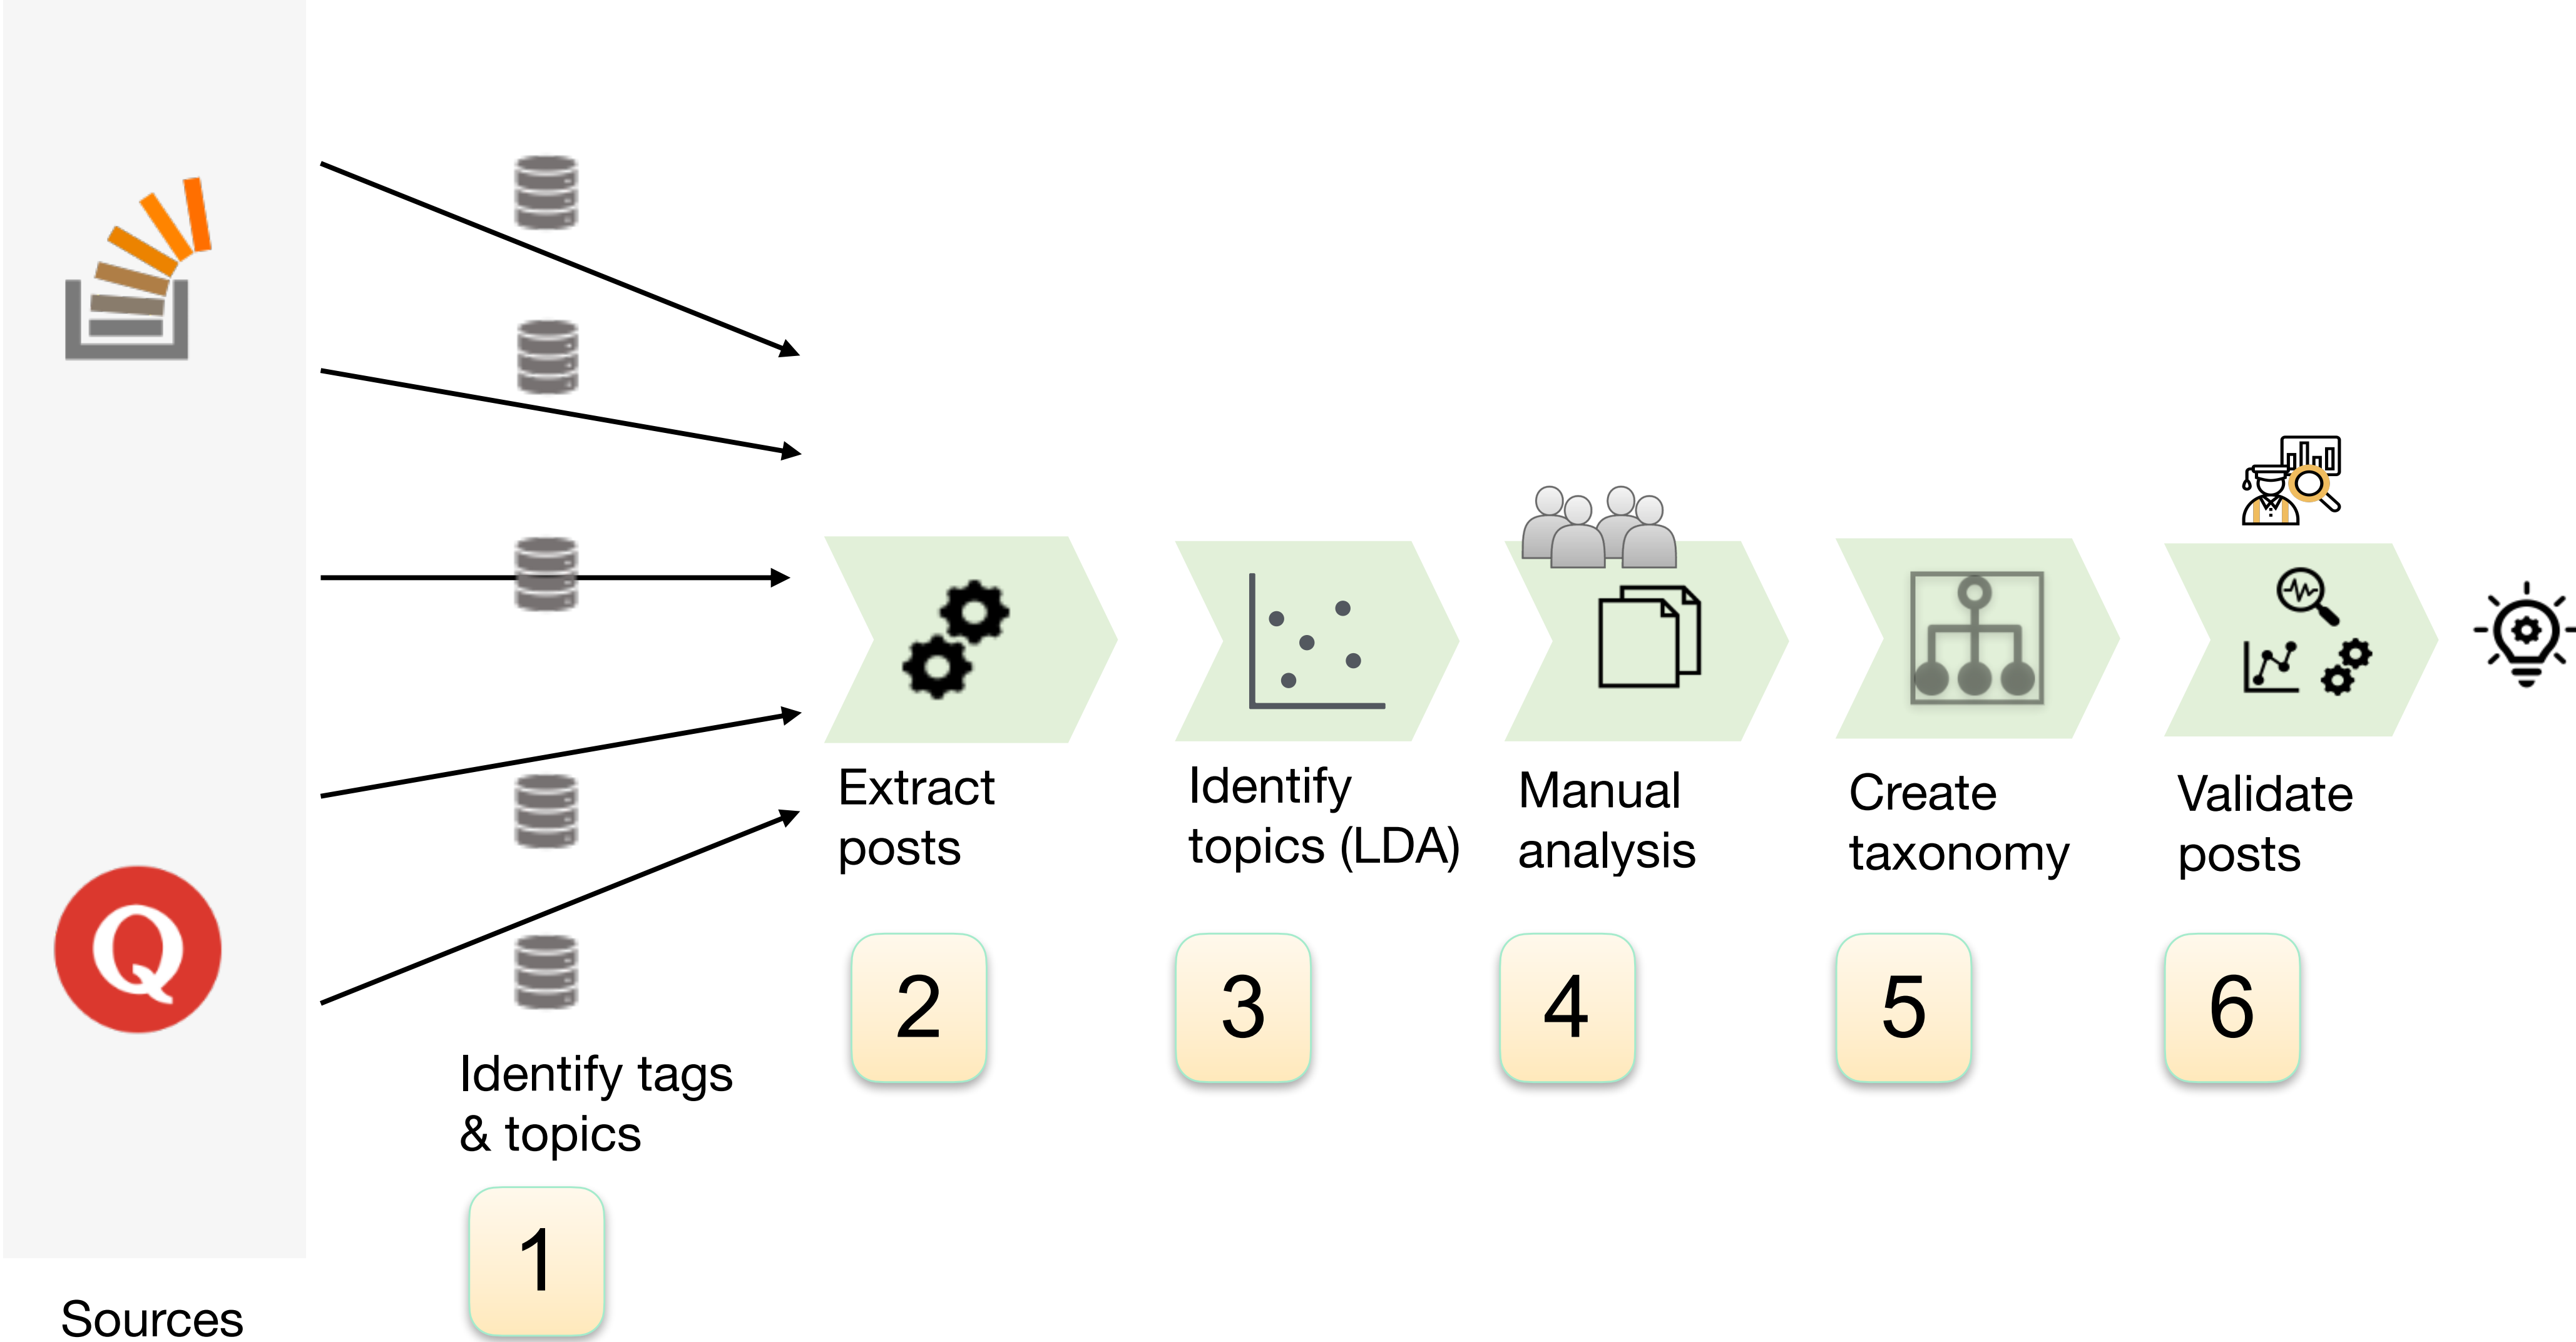 Sources
Identify tags
& topics
1
Extract
posts
2
Identify
topics (LDA)
3
Manual
analysis
4
Create
taxonomy
5
Validate
posts
6
Q